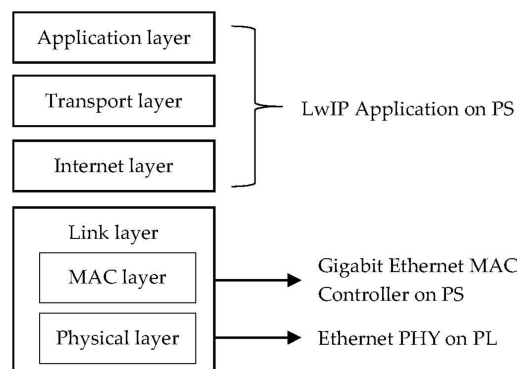 Application layer
Transport layer
LwIP Application on PS
Internet layer
Link layer
MAC layer
Gigabit Ethernet MAC
Controller on PS
Physical layer
Ethernet PHY on PL